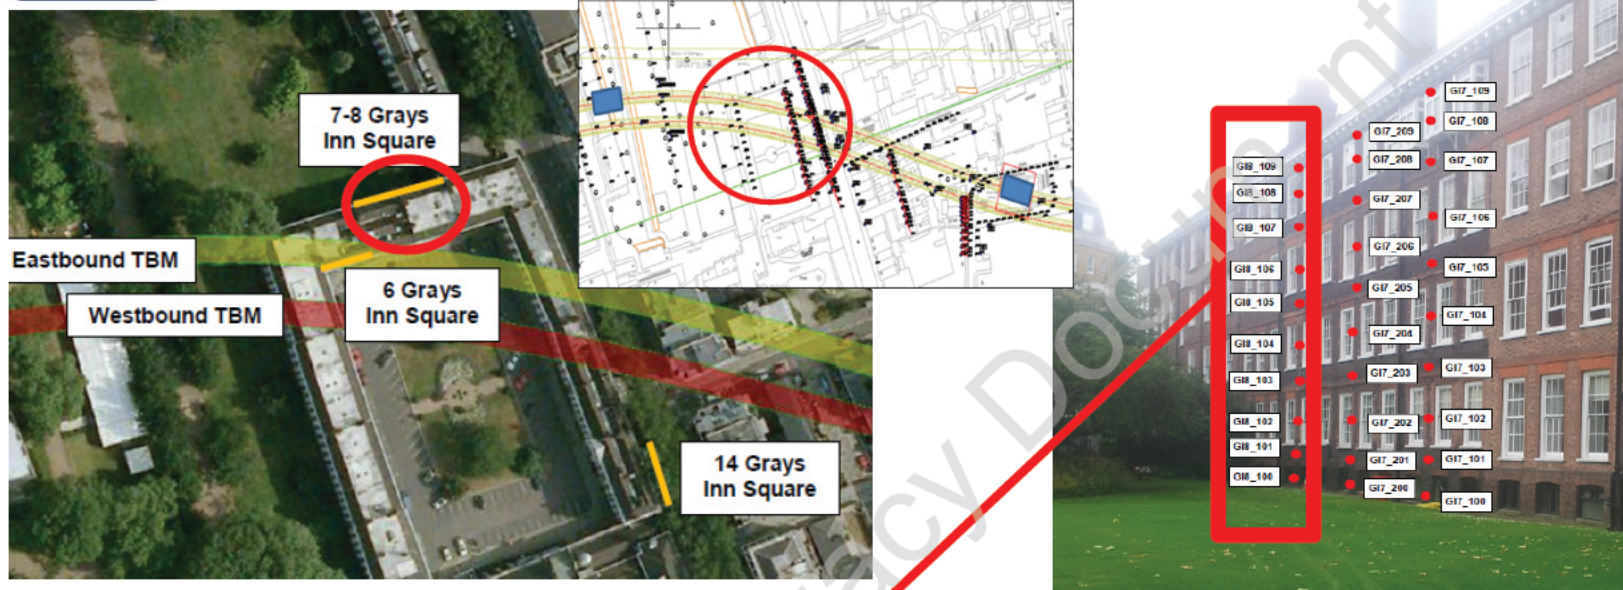 7-8 Grays
Inn Square
Eastbound TBM
Westbound TBM
6 Grays
Inn Square
14 Grays
Inn Square
GI8_109
GI8_108
GI8_107
GI8_106
GI8_105
GI8_104
GI8_103
GI8_102
GI8_101
GI8_100
GI7_209
GI7_208
GI7_207
GI7_206
GI7_205
GI7_204
GI7_203
GI7_202
GI7_201
GI7_200
GI7_109
GI7_108
GI7_107
GI7_106
GI7_105
GI7_104
GI7_103
GI7_102
GI7_101
GI7_100
acy Document